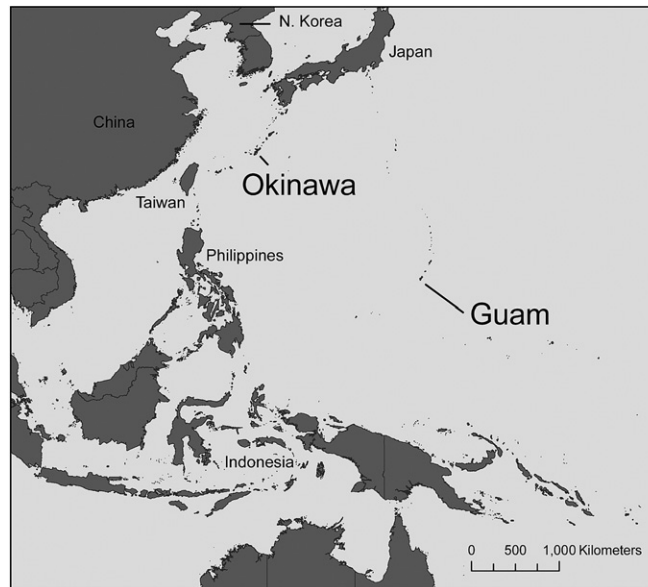 N. Korea
Japan
China
Okinawa
Taiwan
Philippines
Guam
Indonesia
0 500 1,000 Kilometers